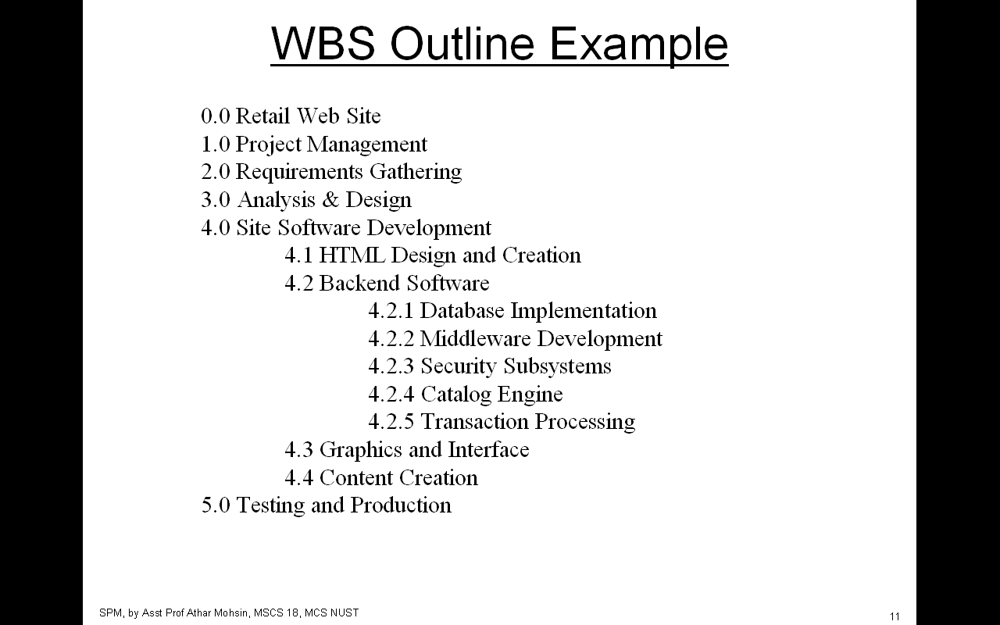 WBS Outline Example
0.0 Retail Web Site
1.0 Project Management
2.0 Requirements Gathering
3.0 Analysis & Design
4.0 Site Software Development
4.1 HTML Design and Creation
4.2 Backend Software
4.2.1 Database Implementation
4.2.2 Middleware Development
4.2.3 Security Subsystems
4.2.4 Catalog Engine
4.2.5 Transaction Processing
4.3 Graphics and Interface
4.4 Content Creation
5.0 Testing and Production
SPM, by Asst Prof Athar Mohsin, MSCS 18, MCS NUST
11